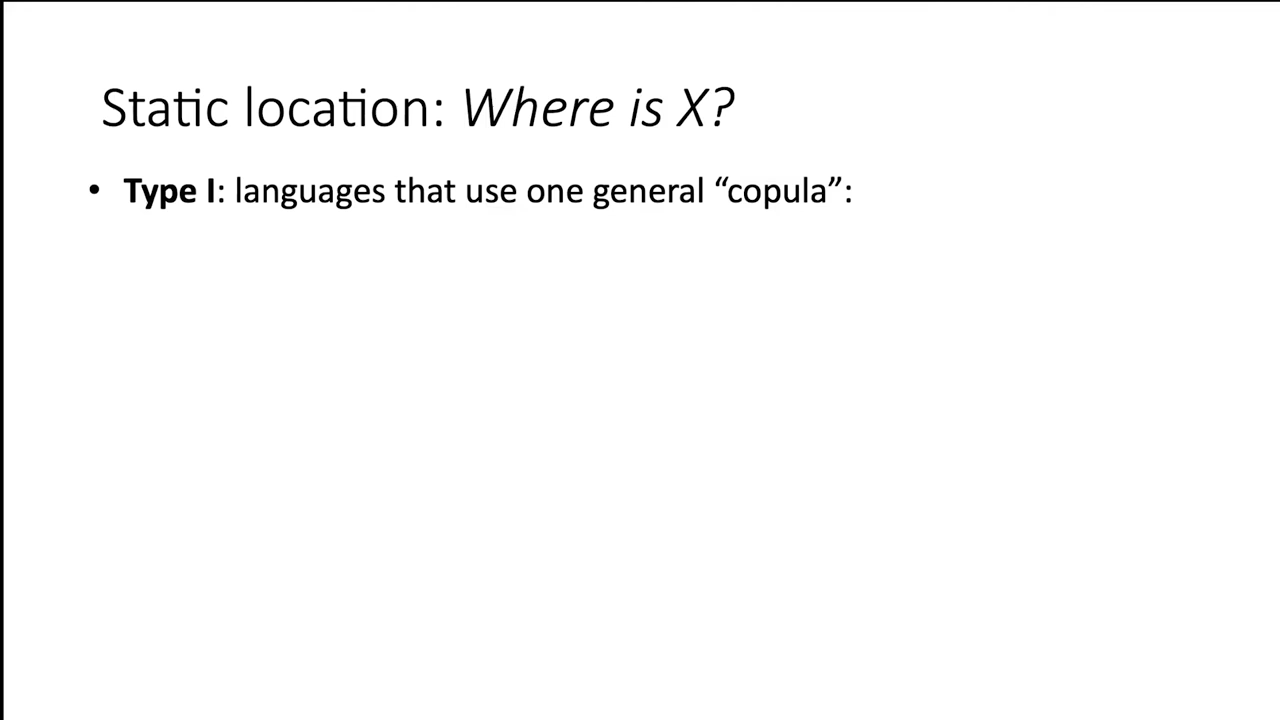 Static location: Where is X?
• Type I: languages that use one general “copula”: